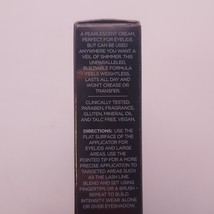 A PEARLESCENT CREAM,
PERFECT FOR EYELIDS
BUT CAN BE USED
ANYWHERE YOU WANT A
VEIL OF SHIMMER. THIS
UNPARALLELED,
BUILDABLE FORMULA
FEELS WEIGHTLESS,
LASTS ALL DAY AND
WON'T CREASE OR
TRANSFER.
CLINICALLY TESTED.
PARABEN, FRAGRANCE,
GLUTEN, MINERAL OIL
AND TALC FREE, VEGAN.
DIRECTIONS: USE THE
FLAT SURFACE OF THE
APPLICATOR FOR
EYELIDS AND LARGE
AREAS. USE THE
POINTED TIP FOR A MORE
PRECISE APPLICATION TO
TARGETED AREAS SUCH
AS THE LASH LINE.
BLEND AND SET USING
FINGERTIPS OR A BRUSH •
REPEAT TO BUILD
INTENSITY. WEAR ALONE
OR OVER EYESHADOW.